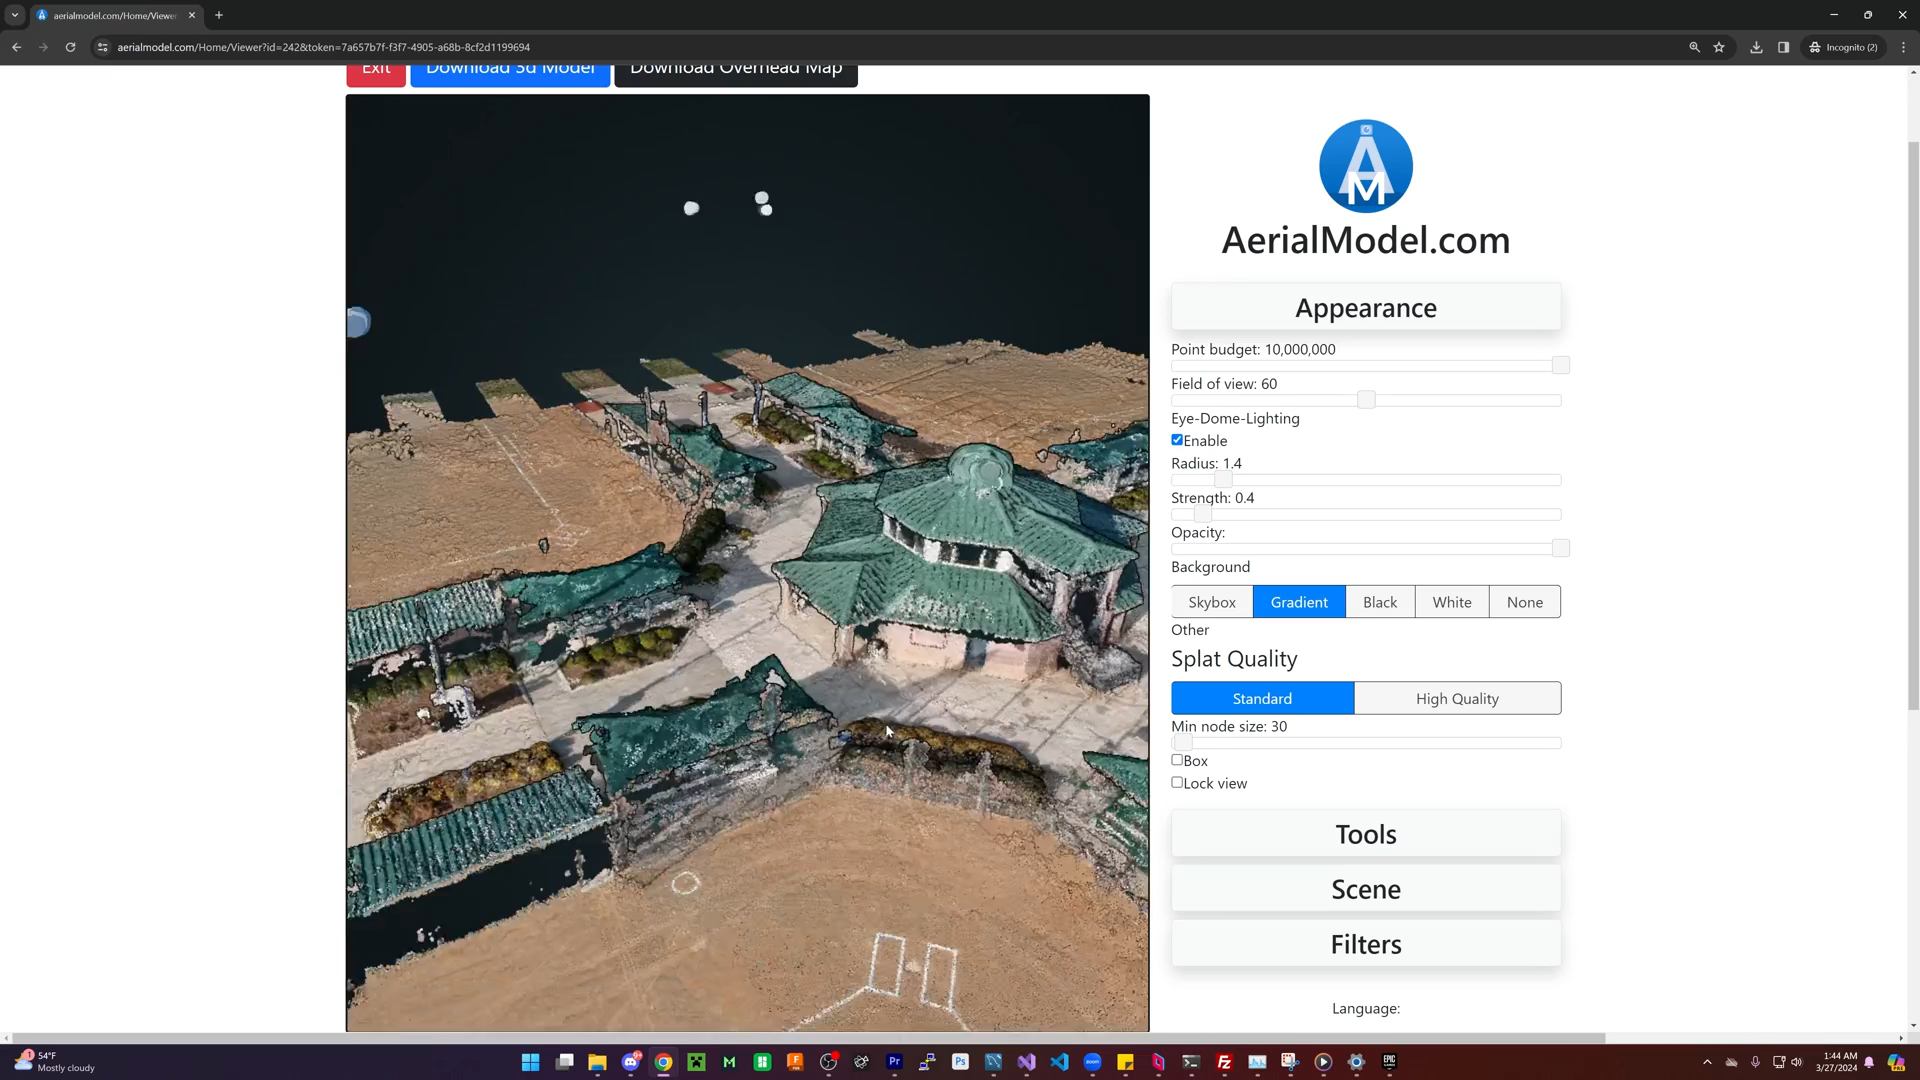 aerialmodel.com/Home/Viewer
aerialmodel.com/Home/Viewer?id=242&token=7a657b7f-f3f7-4905-a68b-8cf2d1199694
Incognito (2)
Exit
Download 3d Model
Download Overhead Map
AM
AerialModel.com
Appearance
Point budget: 10,000,000
Field of view: 60
Eye-Dome-Lighting
Enable
Radius: 1.4
Strength: 0.4
Opacity:
Background
Skybox
Gradient
Black
White
None
Other
Splat Quality
Standard
High Quality
Min node size: 30
Box
Lock view
Tools
Scene
Filters
Language:
54°F
Mostly cloudy
1:44 AM
3/27/2024